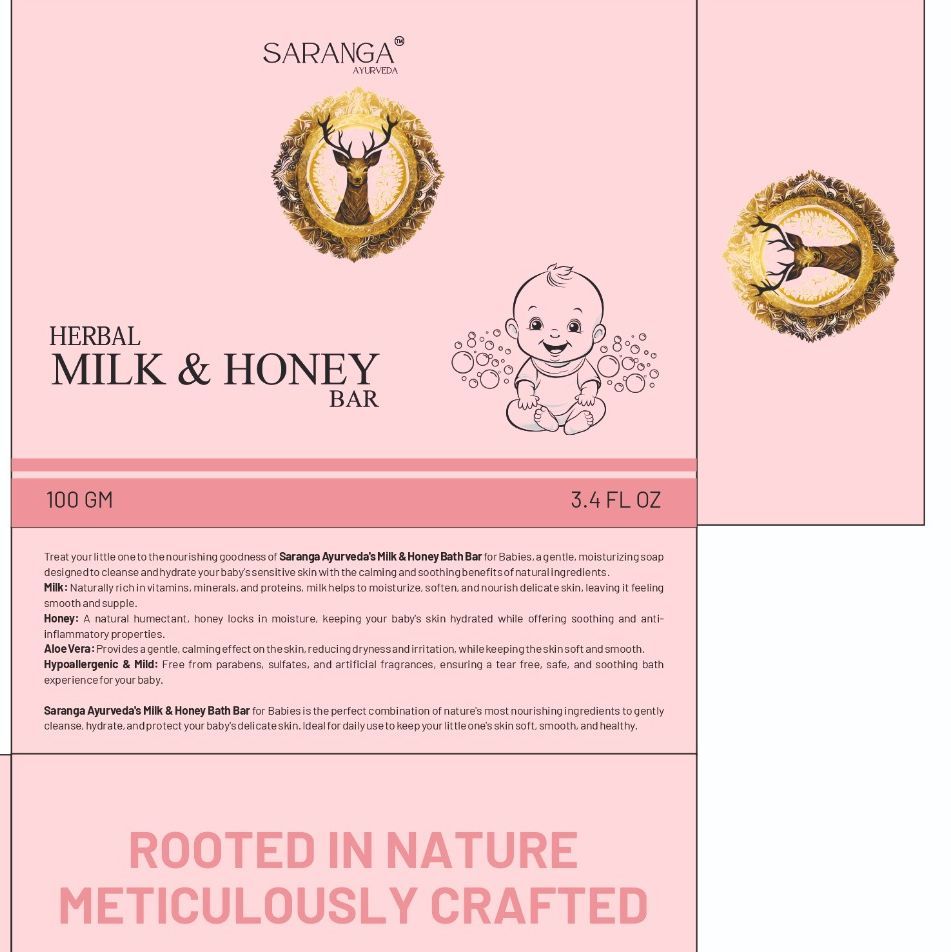 SARANGA™
AYURVEDA
HERBAL
MILK & HONEY
BAR
100 GM 3.4 FL OZ
Treat your little one to the nourishing goodness of Saranga Ayurveda's Milk & Honey Bath Bar for Babies, a gentle, moisturizing soap
designed to cleanse and hydrate your baby's sensitive skin with the calming and soothing benefits of natural ingredients.
Milk: Naturally rich in vitamins, minerals, and proteins, milk helps to moisturize, soften, and nourish delicate skin, leaving it feeling
smooth and supple.
Honey: A natural humectant, honey locks in moisture, keeping your baby's skin hydrated while offering soothing and anti-
inflammatory properties.
Aloe Vera: Provides a gentle, calming effect on the skin, reducing dryness and irritation, while keeping the skin soft and smooth.
Hypoallergenic & Mild: Free from parabens, sulfates, and artificial fragrances, ensuring a tear free, safe, and soothing bath
experience for your baby.
Saranga Ayurveda's Milk & Honey Bath Bar for Babies is the perfect combination of nature's most nourishing ingredients to gently
cleanse, hydrate, and protect your baby's delicate skin. Ideal for daily use to keep your little one's skin soft, smooth, and healthy.
ROOTED IN NATURE
METICULOUSLY CRAFTED